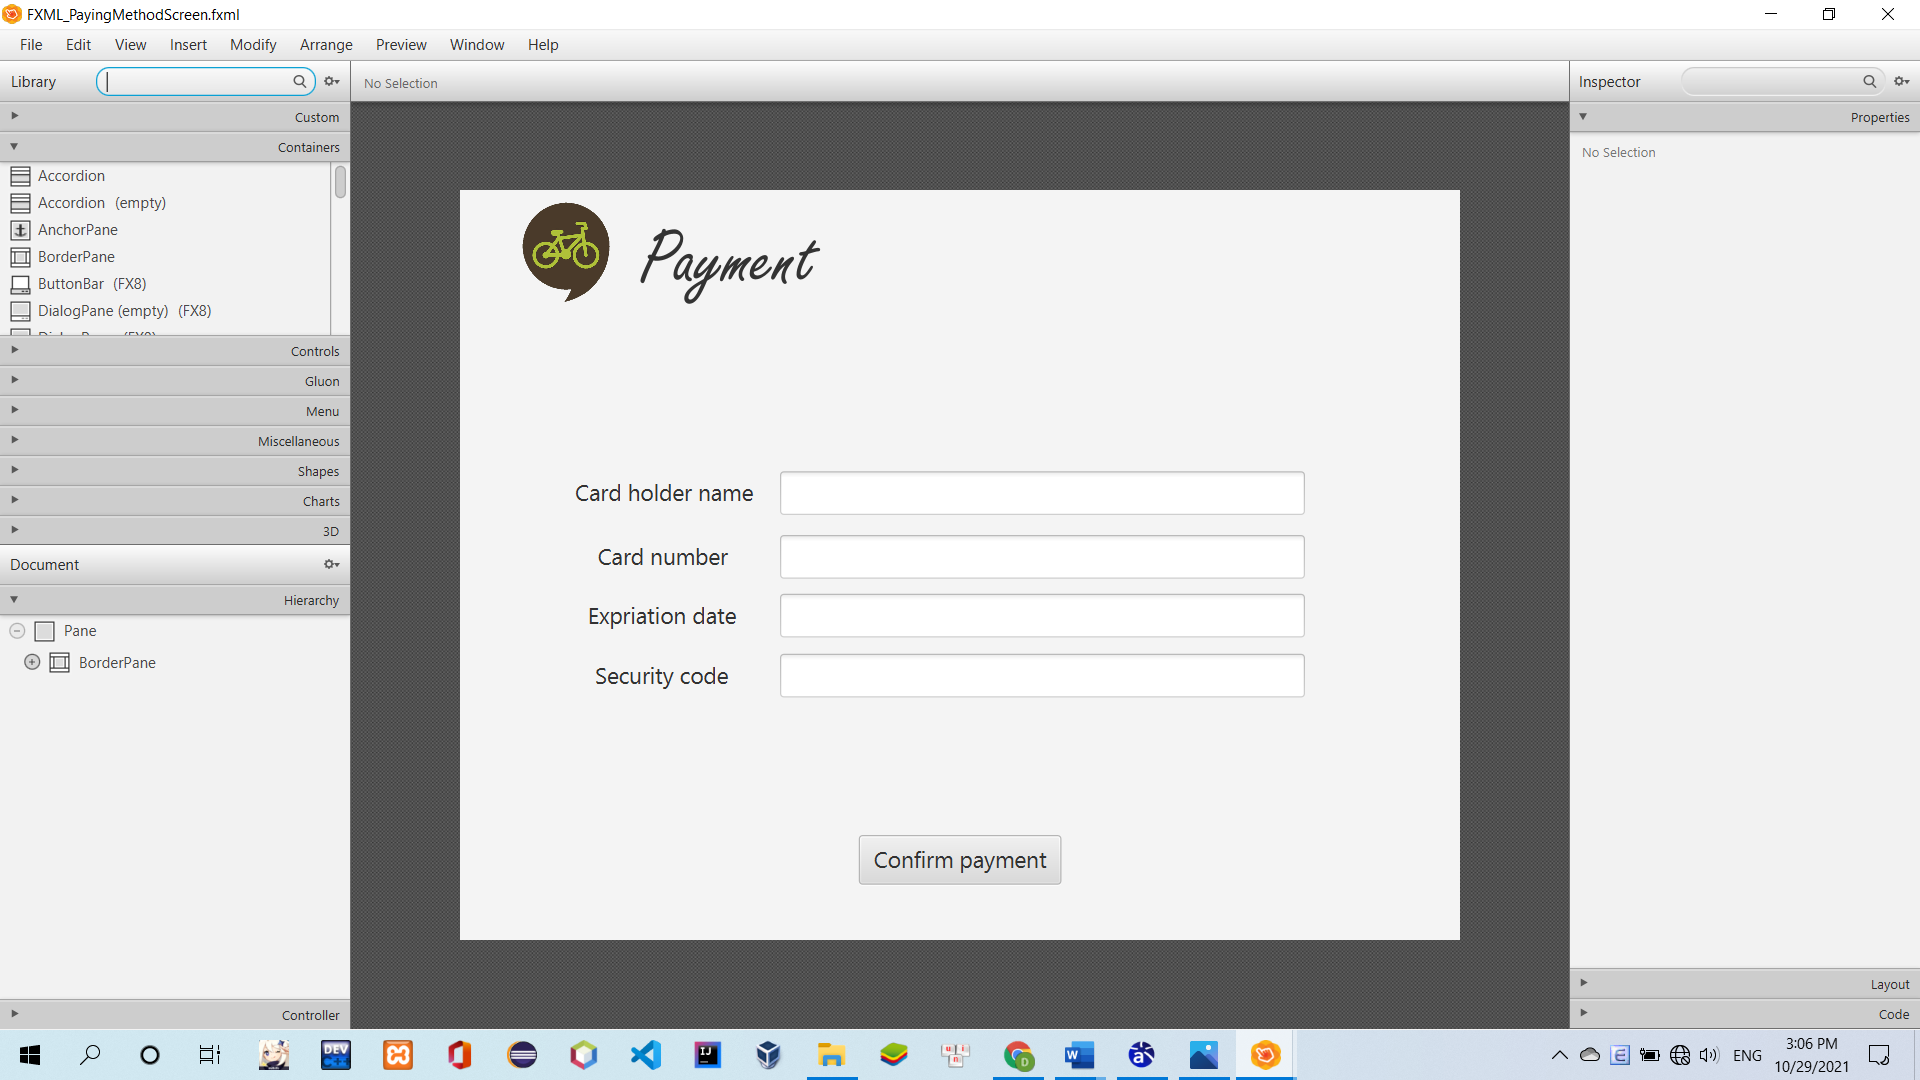 FXML_PayingMethodScreen.fxml
File Edit View Insert Modify Arrange Preview Window Help
Library
No Selection
Inspector
Custom
Containers
Accordion
Accordion (empty)
AnchorPane
BorderPane
ButtonBar (FX8)
DialogPane (empty) (FX8)
Controls
Gluon
Menu
Miscellaneous
Shapes
Charts
3D
Document
Hierarchy
Pane
BorderPane
Controller
Payment
Card holder name
Card number
Expriation date
Security code
Confirm payment
Properties
No Selection
Layout
Code
DEV
C++
IJ
W
D
ENG
3:06 PM
10/29/2021